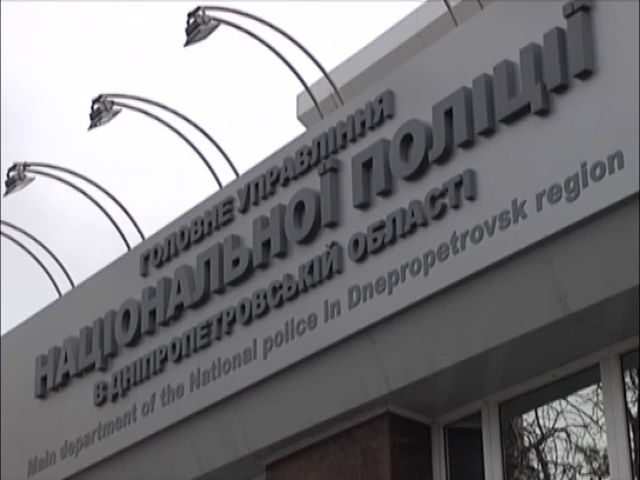 ГОЛОВНЕ УПРАВЛІННЯ
НАЦІОНАЛЬНОЇ ПОЛІЦІЇ
В ДНІПРОПЕТРОВСЬКІЙ ОБЛАСТІ
Main department of the National police in Dnepropetrovsk region